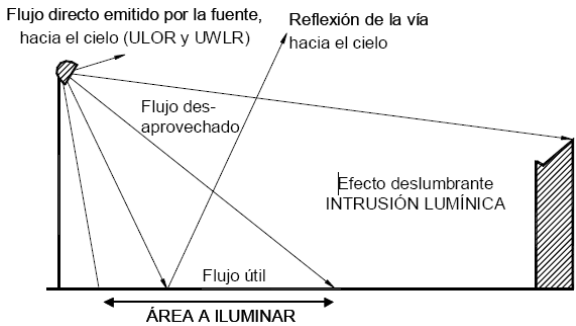 Flujo directo emitido por la fuente,
hacia el cielo (ULOR y UWLR)
Reflexión de la vía
hacia el cielo
Flujo des-
aprovechado
Efecto deslumbrante
INTRUSIÓN LUMÍNICA
Flujo útil
ÁREA A ILUMINAR